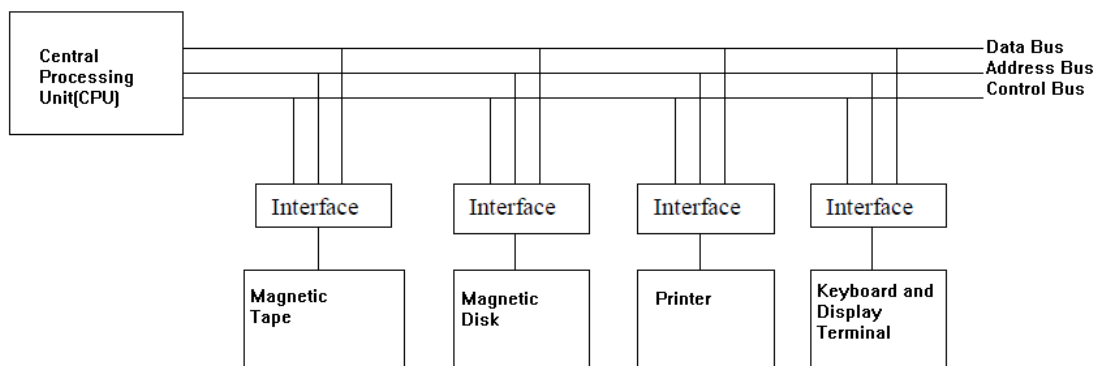 Central
Processing
Unit(CPU)
Data Bus
Address Bus
Control Bus
Interface
Interface
Interface
Interface
Magnetic
Tape
Magnetic
Disk
Printer
Keyboard and
Display
Terminal